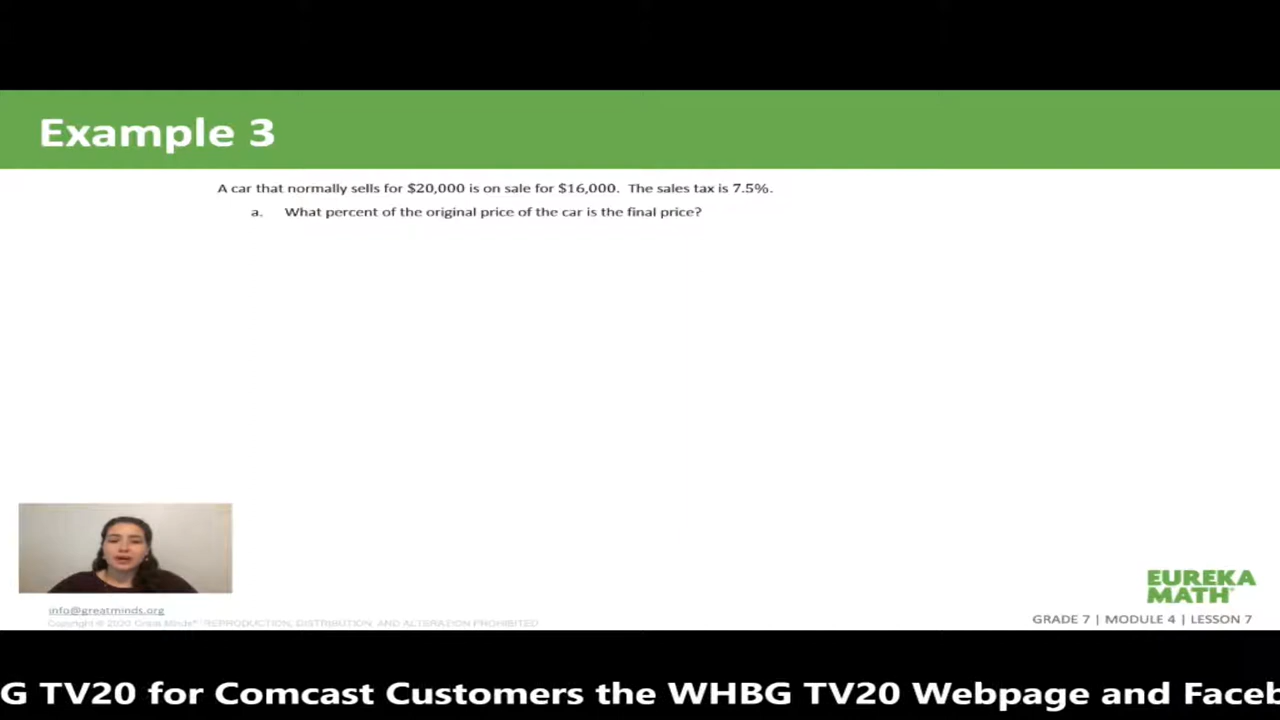 Example 3
A car that normally sells for $20,000 is on sale for $16,000. The sales tax is 7.5%.
a. What percent of the original price of the car is the final price?
EUREKA
MATH
info@greatminds.org
Copyright © 2020 Great Minds® REPRODUCTION, DISTRIBUTION, AND ALTERATION PROHIBITED
GRADE 7 | MODULE 4 | LESSON 7
G TV20 for Comcast Customers the WHBG TV20 Webpage and Faceb